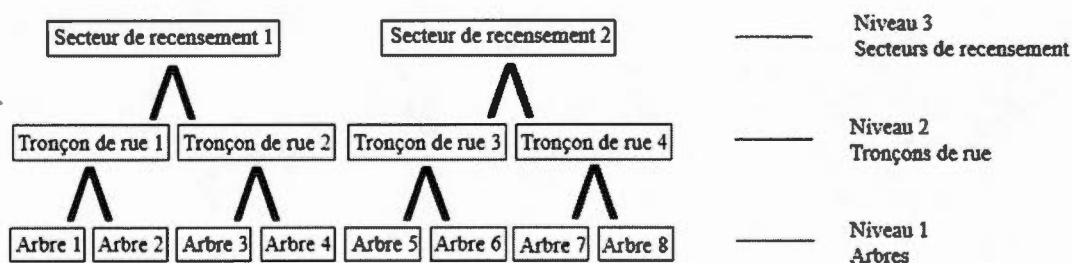 Secteur de recensement 1
Secteur de recensement 2
Niveau 3
Secteurs de recensement
Tronçon de rue 1
Tronçon de rue 2
Tronçon de rue 3
Tronçon de rue 4
Niveau 2
Tronçons de rue
Arbre 1
Arbre 2
Arbre 3
Arbre 4
Arbre 5
Arbre 6
Arbre 7
Arbre 8
Niveau 1
Arbres